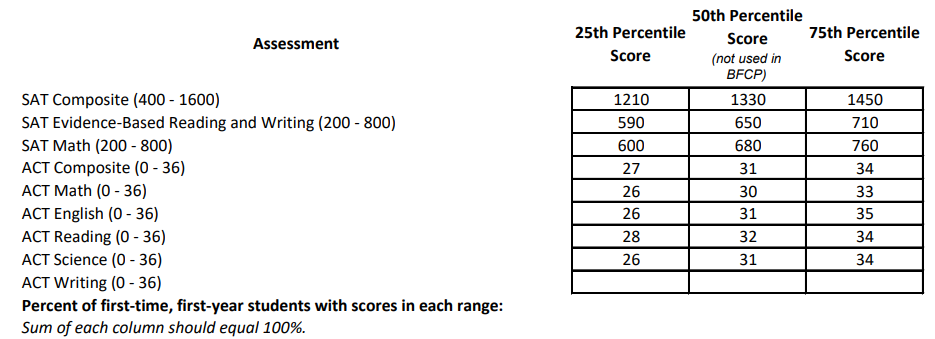 Assessment 25th Percentile Score 50th Percentile Score (not used in BFCP) 75th Percentile Score
SAT Composite (400 - 1600) 1210 1330 1450
SAT Evidence-Based Reading and Writing (200 - 800) 590 650 710
SAT Math (200 - 800) 600 680 760
ACT Composite (0 - 36) 27 31 34
ACT Math (0 - 36) 26 30 33
ACT English (0 - 36) 26 31 35
ACT Reading (0 - 36) 28 32 34
ACT Science (0 - 36) 26 31 34
ACT Writing (0 - 36)
Percent of first-time, first-year students with scores in each range:
Sum of each column should equal 100%.